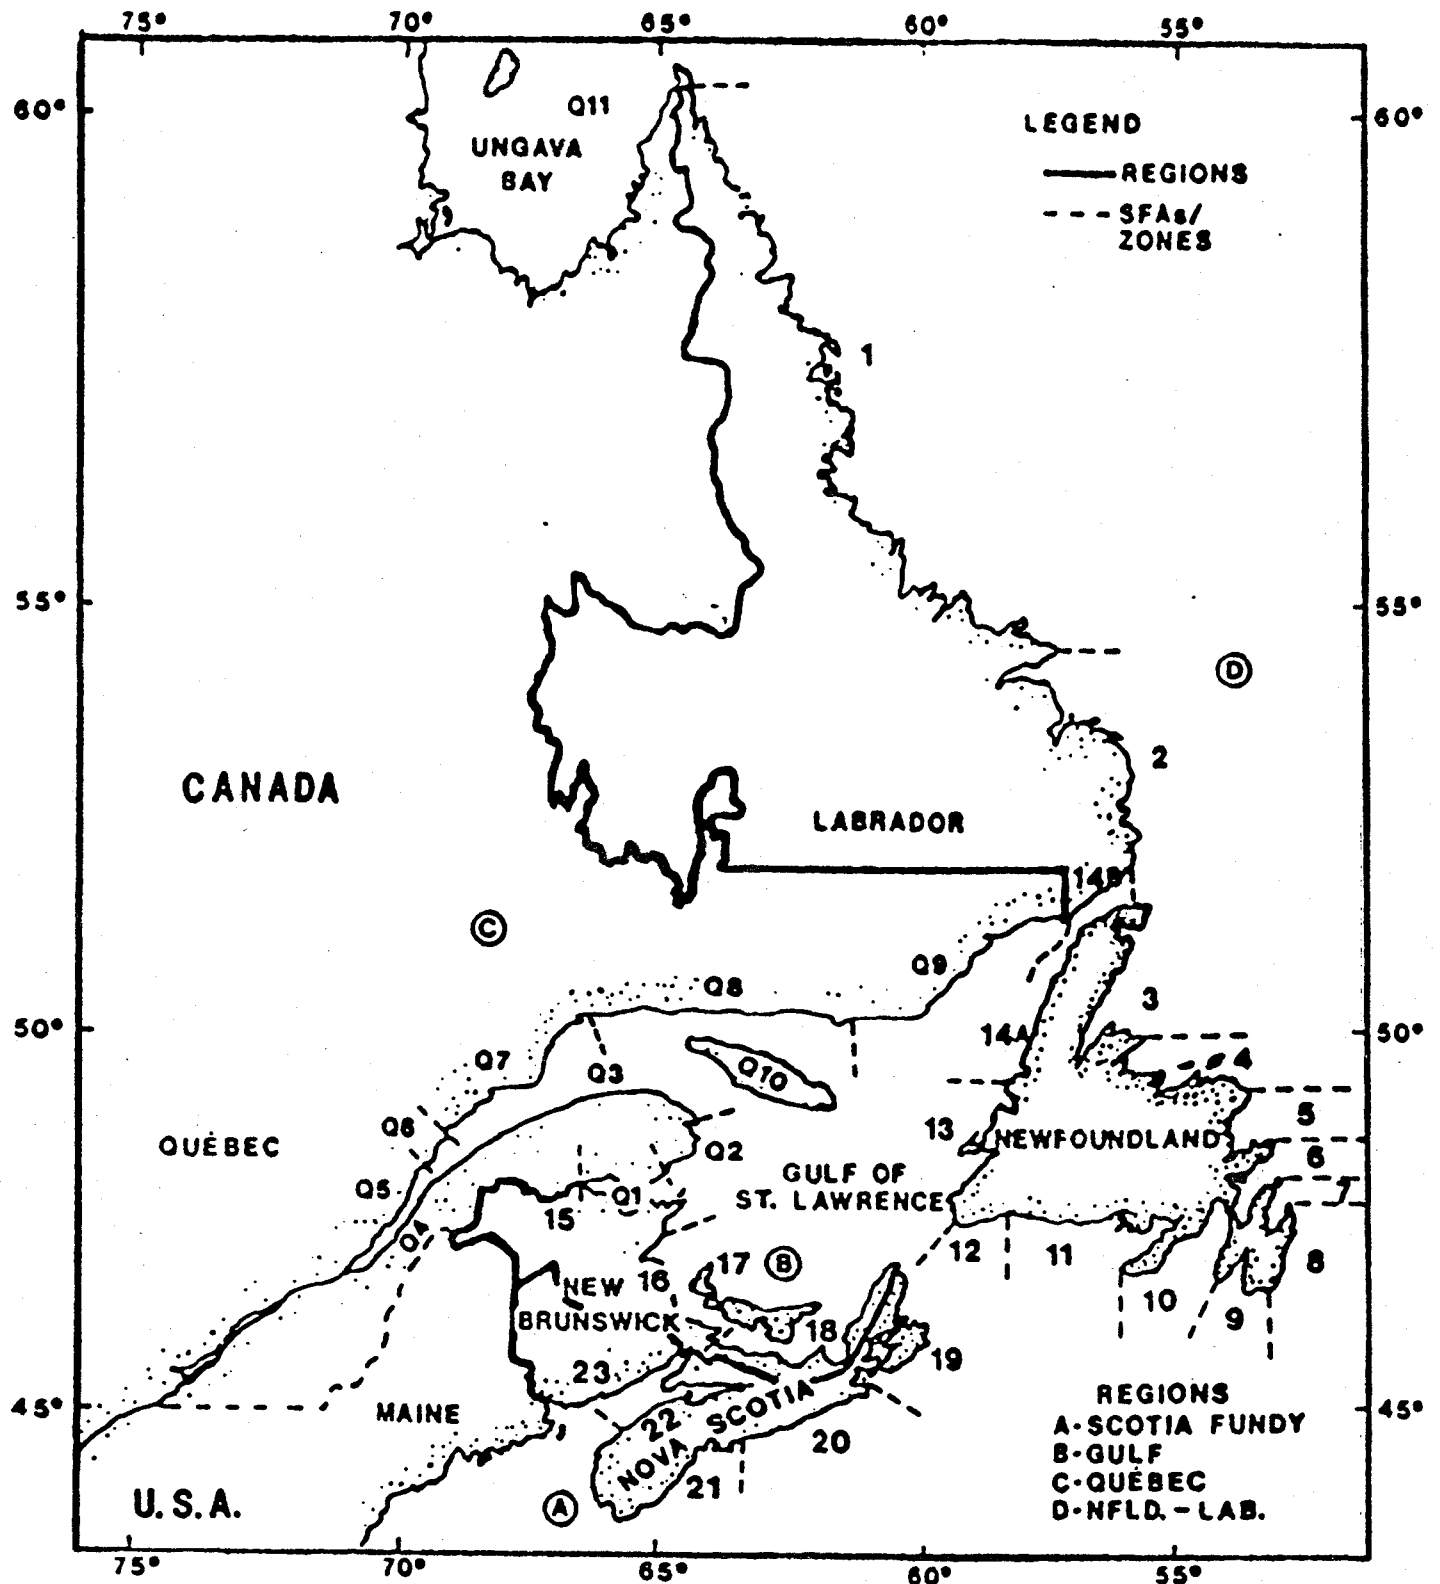 75° 70° 65° 60° 55°
60° 60°
Q11
UNGAVA
BAY
LEGEND
REGIONS
SFAs/
ZONES
1
55° 55°
D
2
CANADA
LABRADOR
14B
C
Q9
Q8
3
50° 50°
14A
4
Q7
Q3
Q10
5
Q6
13
NEWFOUNDLAND
QUÉBEC
Q2
6
GULF OF
ST. LAWRENCE
Q5
Q1
7
15
Q4
12
11
8
16
17
B
NEW
BRUNSWICK
10
9
18
19
23
45° 45°
MAINE
22
NOVA SCOTIA
20
21
REGIONS
A-SCOTIA FUNDY
B-GULF
C-QUÉBEC
D-NFLD.-LAB.
U.S.A.
A
75° 70° 65° 60° 55°